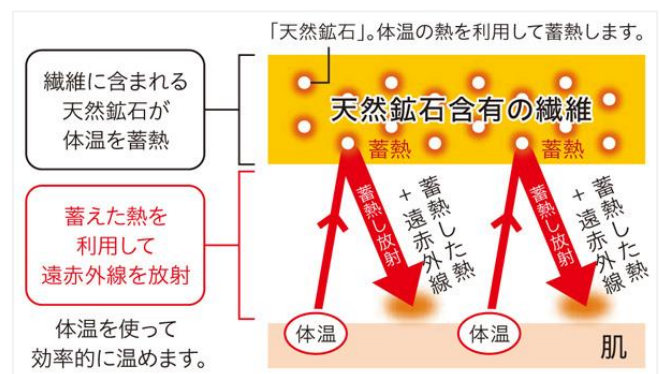 「天然鉱石」。体温の熱を利用して蓄熱します。
繊維に含まれる
天然鉱石が
体温を蓄熱
天然鉱石含有の繊維
蓄熱
蓄熱
蓄えた熱を
利用して
遠赤外線を放射
蓄熱し放射
蓄熱した熱
+遠赤外線
蓄熱し放射
蓄熱した熱
+遠赤外線
体温
体温
肌
体温を使って
効率的に温めます。